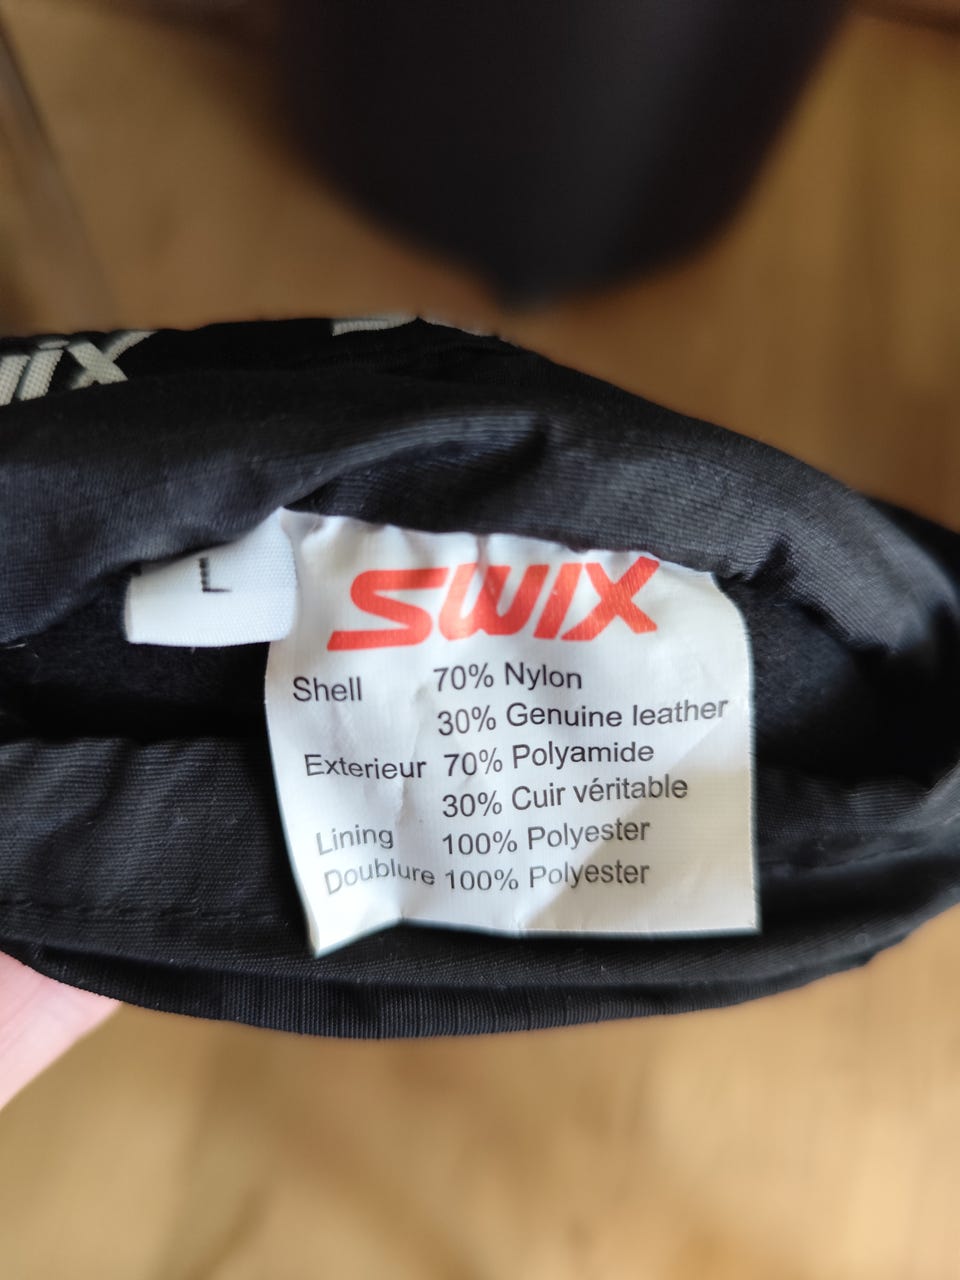 L
SWIX
Shell 70% Nylon
30% Genuine leather
Exterieur 70% Polyamide
30% Cuir véritable
Lining 100% Polyester
Doublure 100% Polyester